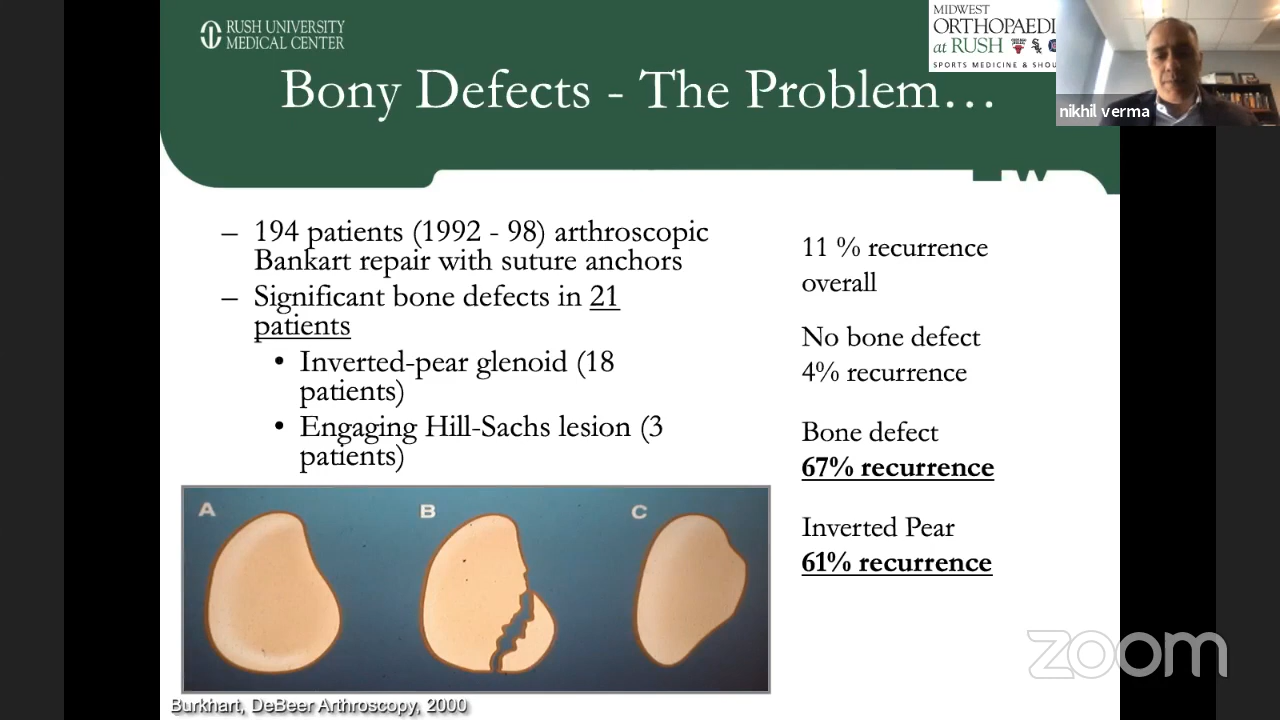 RUSH UNIVERSITY
MEDICAL CENTER
MIDWEST
ORTHOPAEDI
at RUSH
SPORTS MEDICINE & SHOU
nikhil verma
Bony Defects - The Problem…
– 194 patients (1992 - 98) arthroscopic
Bankart repair with suture anchors
– Significant bone defects in 21
patients
• Inverted-pear glenoid (18
patients)
• Engaging Hill-Sachs lesion (3
patients)
11 % recurrence
overall
No bone defect
4% recurrence
Bone defect
67% recurrence
Inverted Pear
61% recurrence
A B C
Burkhart, DeBeer Arthroscopy, 2000
zoom